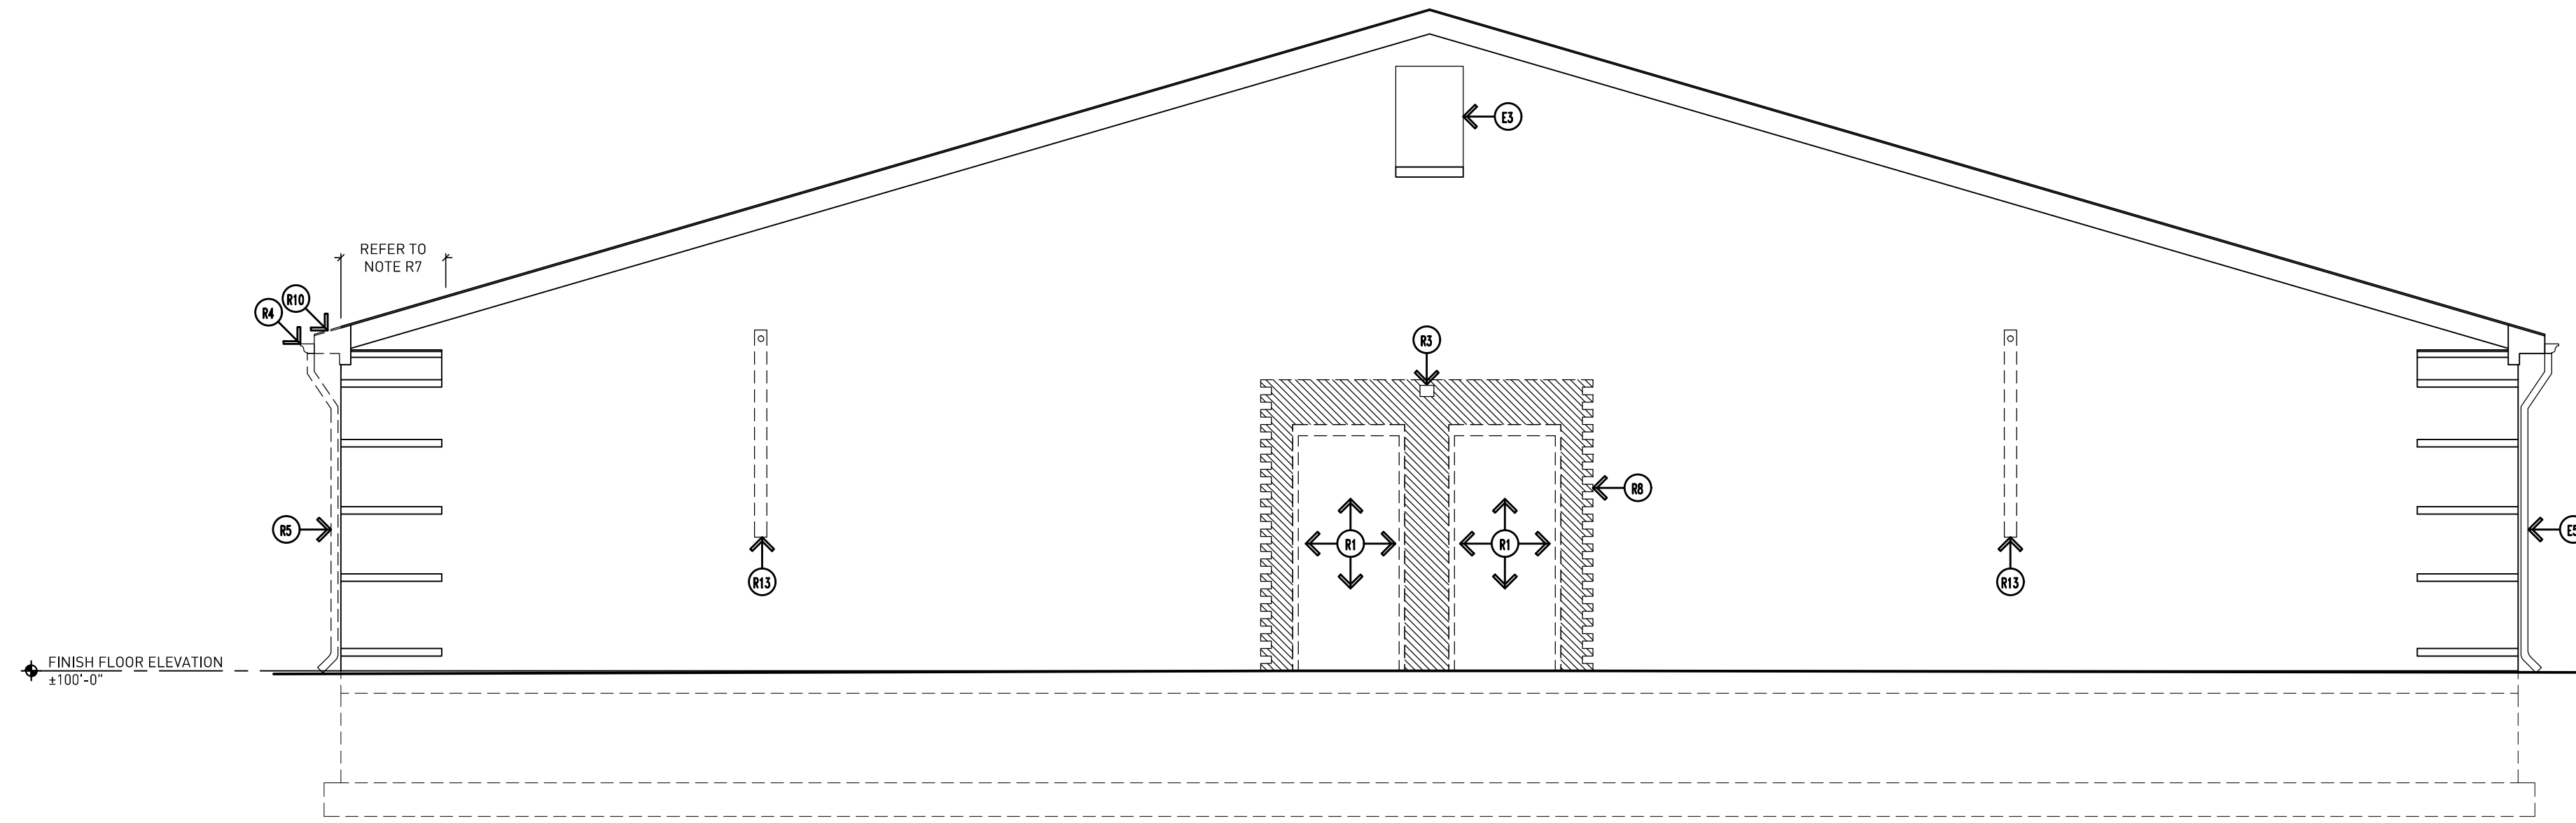 E3
REFER TO
NOTE R7
R10
R4
R3
R8
R5
R1
R1
E5
R13
R13
FINISH FLOOR ELEVATION
±100'-0"